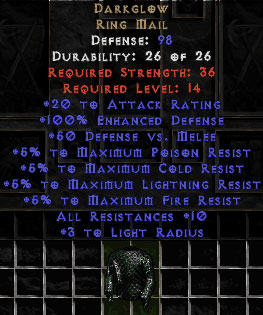 Darkglow
Ring Mail
Defense: 98
Durability: 26 of 26
Required Strength: 36
Required Level: 14
+20 to Attack Rating
+100% Enhanced Defense
+50 Defense vs. Melee
+5% to Maximum Poison Resist
+5% to Maximum Cold Resist
+5% to Maximum Lightning Resist
+5% to Maximum Fire Resist
All Resistances +10
+3 to Light Radius